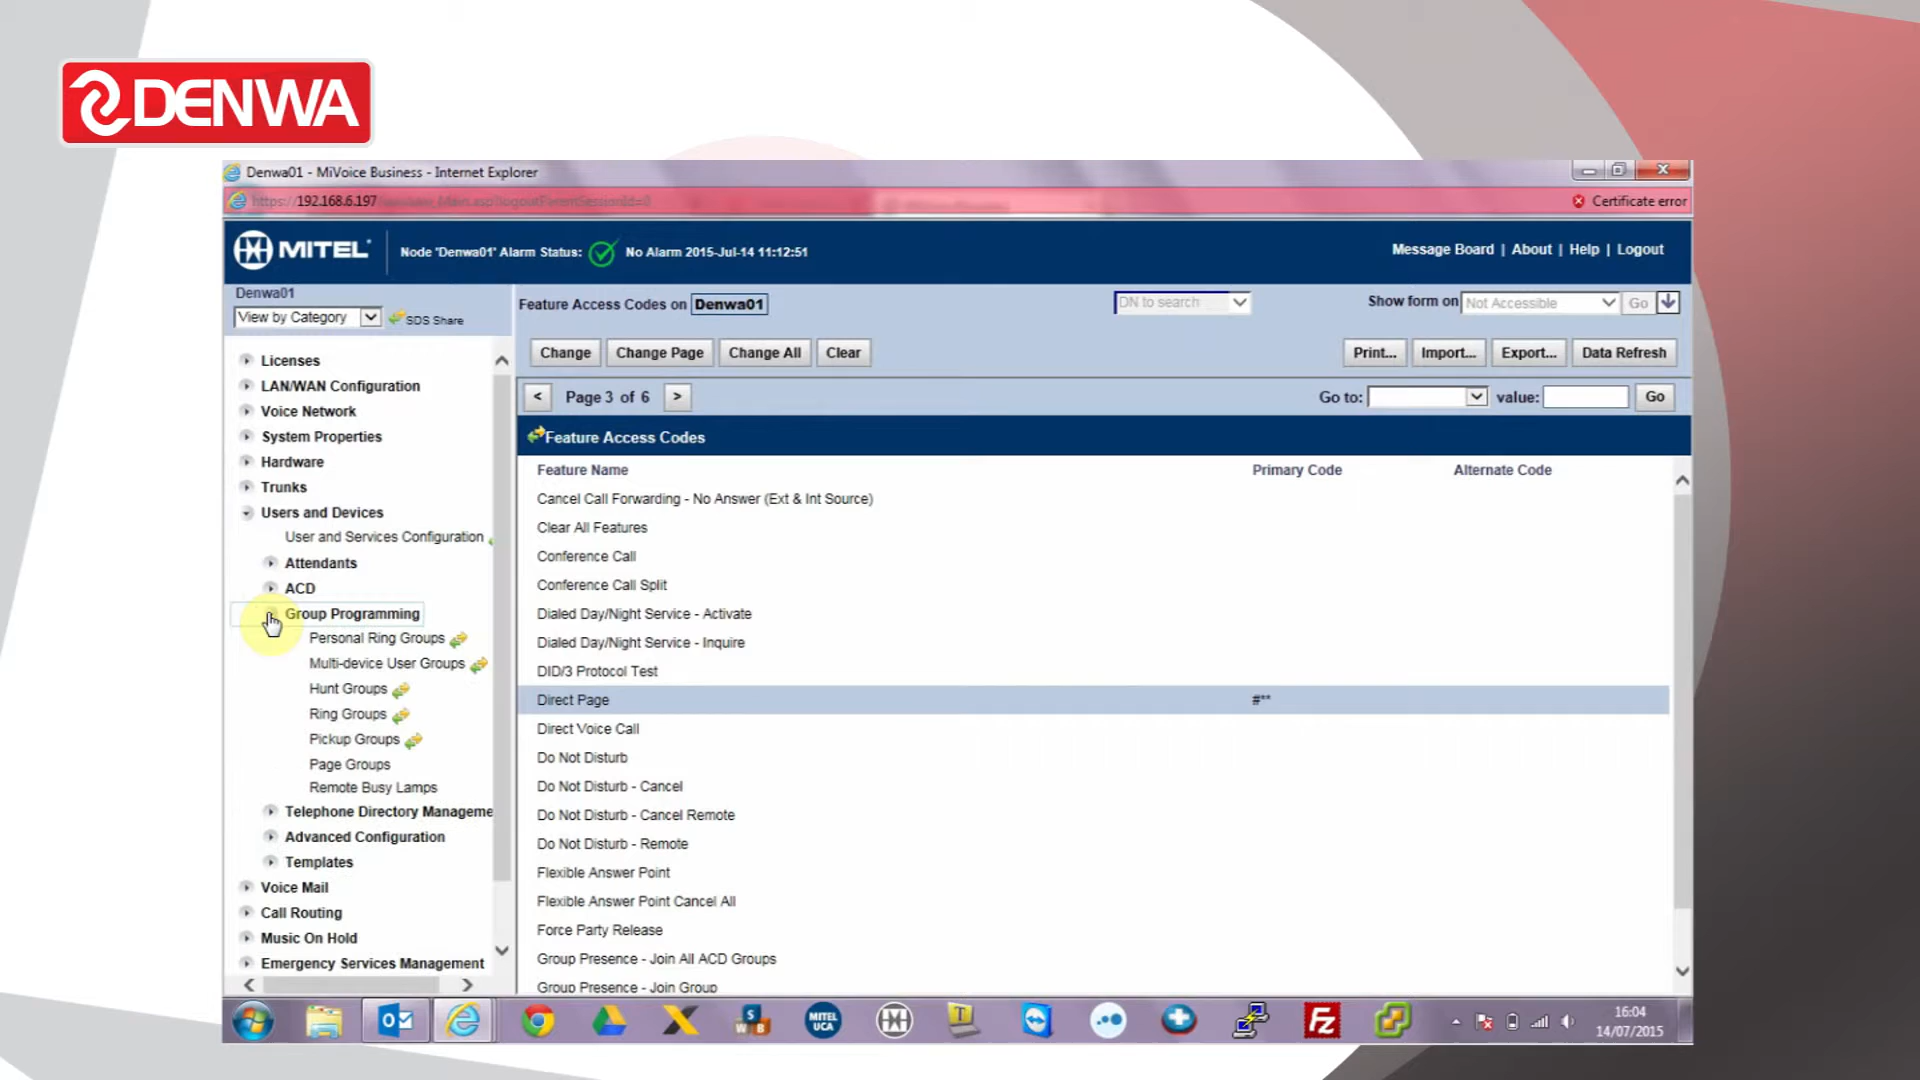 DENWA
Denwa01 - MiVoice Business - Internet Explorer
https://192.168.6.197
Certificate error
MITEL
Node 'Denwa01' Alarm Status: No Alarm 2015-Jul-14 11:12:51
Message Board | About | Help | Logout
Denwa01
View by Category
SDS Share
Feature Access Codes on Denwa01
DN to search
Show form on Not Accessible Go
Change Change Page Change All Clear
Print... Import... Export... Data Refresh
< Page 3 of 6 >
Go to: value: Go
Licenses
LAN/WAN Configuration
Voice Network
System Properties
Hardware
Trunks
Users and Devices
User and Services Configuration
Attendants
ACD
Group Programming
Personal Ring Groups
Multi-device User Groups
Hunt Groups
Ring Groups
Pickup Groups
Page Groups
Remote Busy Lamps
Telephone Directory Manageme
Advanced Configuration
Templates
Voice Mail
Call Routing
Music On Hold
Emergency Services Management
Feature Access Codes
Feature Name Primary Code Alternate Code
Cancel Call Forwarding - No Answer (Ext & Int Source)
Clear All Features
Conference Call
Conference Call Split
Dialed Day/Night Service - Activate
Dialed Day/Night Service - Inquire
DID/3 Protocol Test
Direct Page #**
Direct Voice Call
Do Not Disturb
Do Not Disturb - Cancel
Do Not Disturb - Cancel Remote
Do Not Disturb - Remote
Flexible Answer Point
Flexible Answer Point Cancel All
Force Party Release
Group Presence - Join All ACD Groups
Group Presence - Join Group
S
W B
MITEL
UCA
T
Fz
16:04
14/07/2015